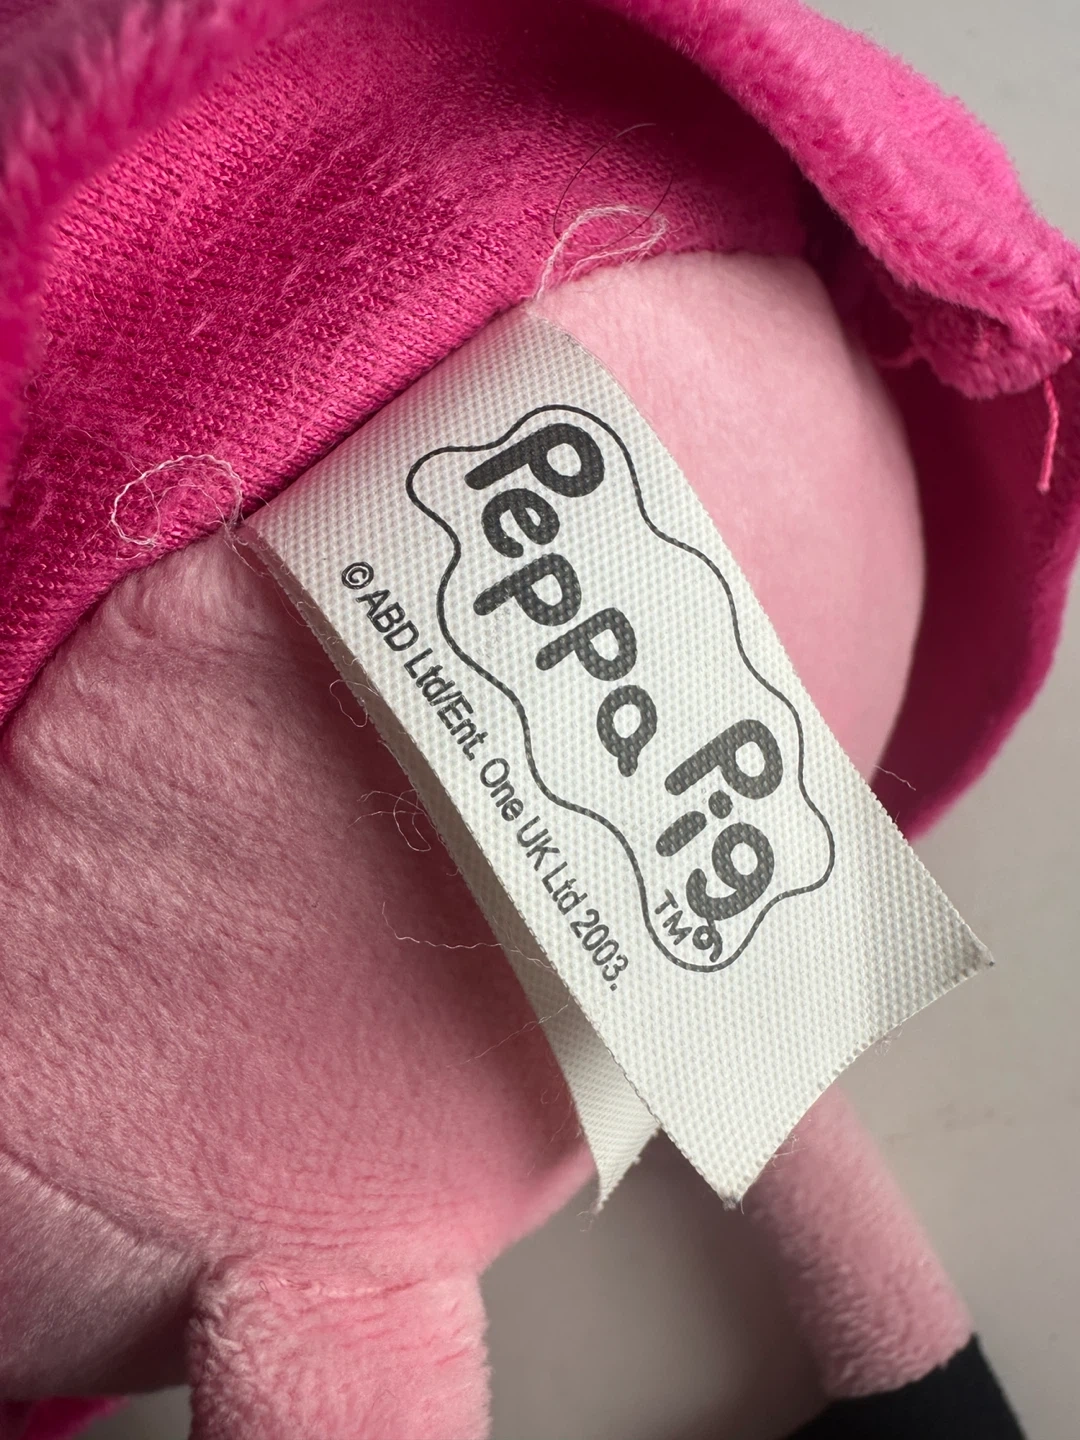 Peppa Pig
TM
© ABD Ltd/Ent. One UK Ltd 2003.